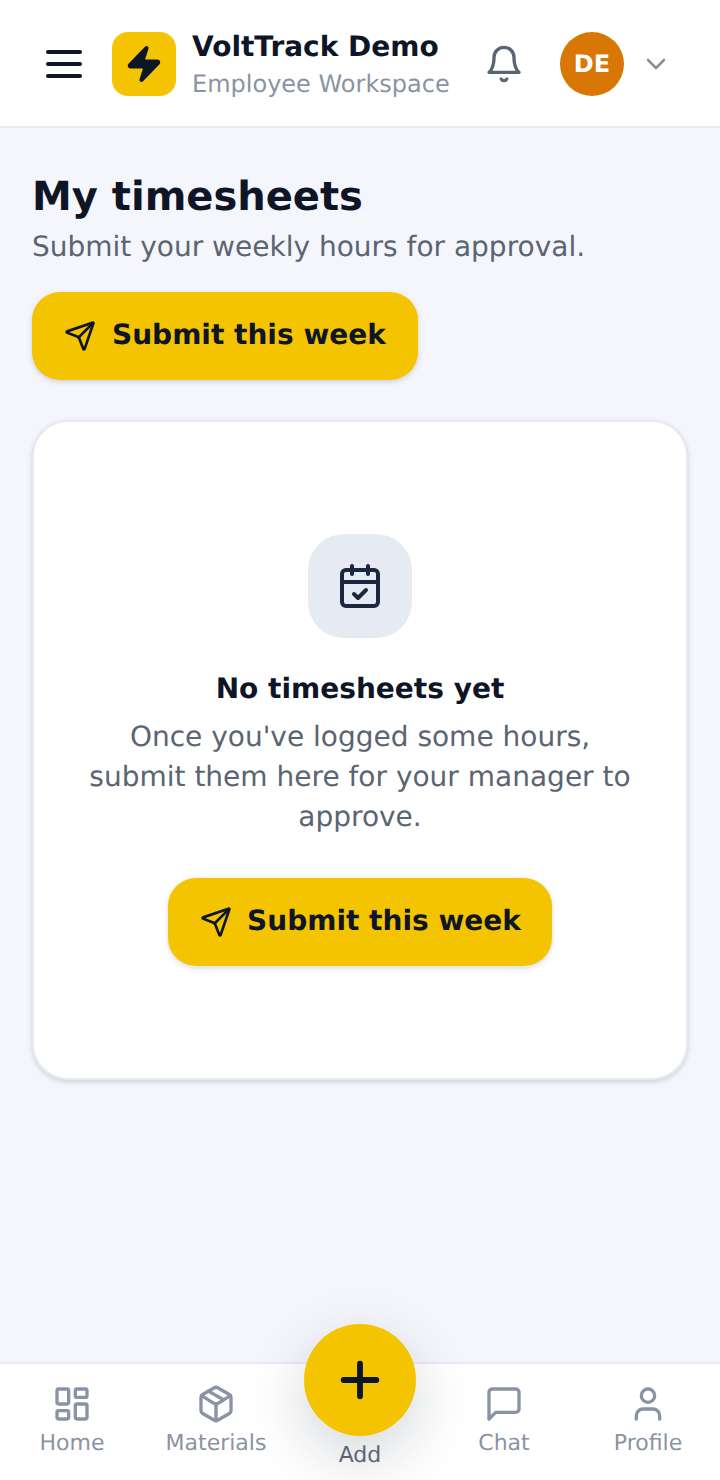 VoltTrack Demo
Employee Workspace
DE
My timesheets
Submit your weekly hours for approval.
Submit this week
No timesheets yet
Once you've logged some hours,
submit them here for your manager to
approve.
Submit this week
Home
Materials
Add
Chat
Profile